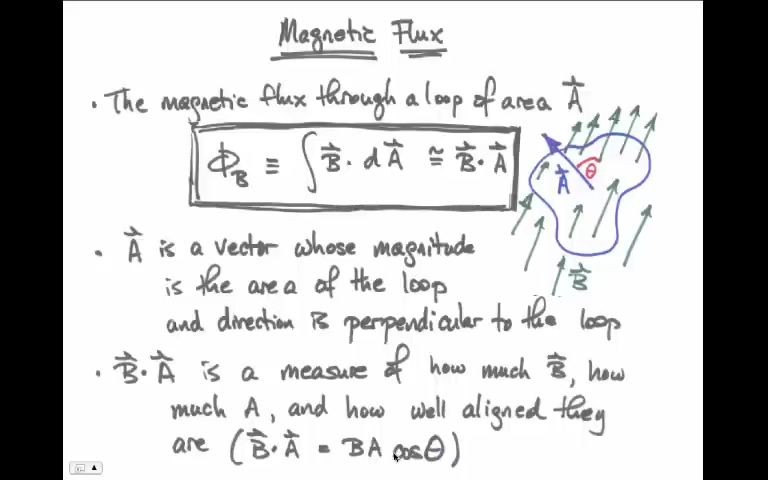 Magnetic Flux
• The magnetic flux through a loop of area A⃗
Φ_B ≡ ∫ B⃗ · dA⃗ ≅ B⃗ · A⃗
A⃗
θ
B⃗
• A⃗ is a vector whose magnitude
is the area of the loop
and direction is perpendicular to the loop
• B⃗ · A⃗ is a measure of how much B⃗, how
much A, and how well aligned they
are (B⃗ · A⃗ = BA cosθ)